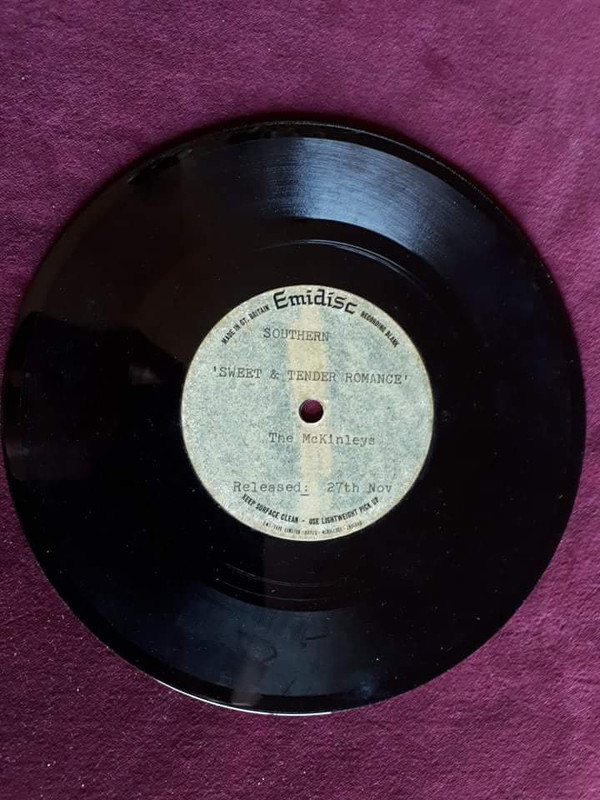 Emidisc
MADE IN GT. BRITAIN
RECORDING BLANK
SOUTHERN
'SWEET & TENDER ROMANCE'
The McKinleys
Released: 27th Nov
KEEP SURFACE CLEAN - USE LIGHTWEIGHT PICK UP